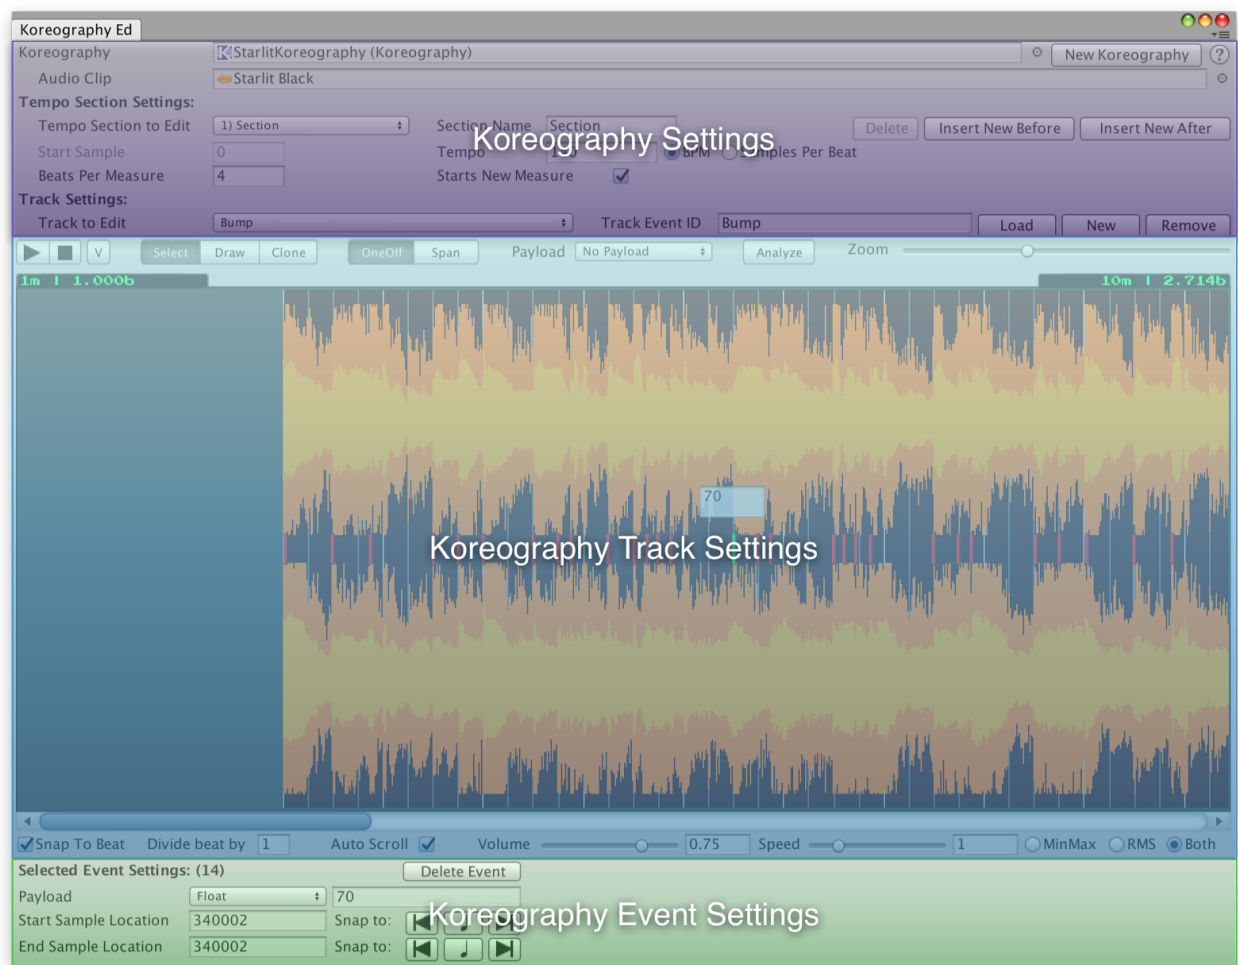 Koreography Ed
Koreography StarlitKoreography (Koreography) New Koreography ?
Audio Clip Starlit Black
Tempo Section Settings:
Tempo Section to Edit 1) Section Section Name Section Delete Insert New Before Insert New After
Koreography Settings
Start Sample 0 Tempo BPM Samples Per Beat
Beats Per Measure 4 Starts New Measure
Track Settings:
Track to Edit Bump Track Event ID Bump Load New Remove
V Select Draw Clone OneOff Span Payload No Payload Analyze Zoom
1m | 1.000b 10m | 2.714b
70
Koreography Track Settings
Snap To Beat Divide beat by 1 Auto Scroll Volume 0.75 Speed 1 MinMax RMS Both
Selected Event Settings: (14) Delete Event
Payload Float 70
Koreography Event Settings
Start Sample Location 340002 Snap to:
End Sample Location 340002 Snap to: